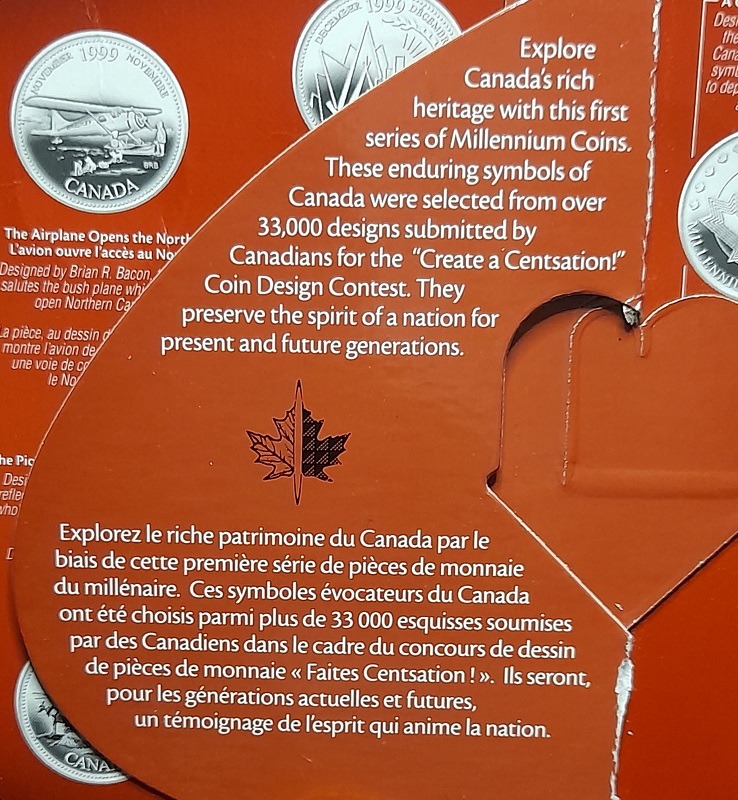 NOVEMBER 1999 NOVEMBRE
BRB
CANADA
The Airplane Opens the North
L'avion ouvre l'accès au
Designed by Brian R. Bacon,
salutes the bush plane
open Northern
La pièce, au dessin
montre l'avion de
une voie de
le
DECEMBER 1999
Explore
Canada's rich
heritage with this first
series of Millennium Coins.
These enduring symbols of
Canada were selected from over
33,000 designs submitted by
Canadians for the "Create a Centsation!"
Coin Design Contest. They
preserve the spirit of a nation for
present and future generations.
Explorez le riche patrimoine du Canada par le
biais de cette première série de pièces de monnaie
du millénaire. Ces symboles évocateurs du Canada
ont été choisis parmi plus de 33 000 esquisses soumises
par des Canadiens dans le cadre du concours de dessin
de pièces de monnaie « Faites Centsation ! ». Ils seront,
pour les générations actuelles et futures,
un témoignage de l'esprit qui anime la nation.